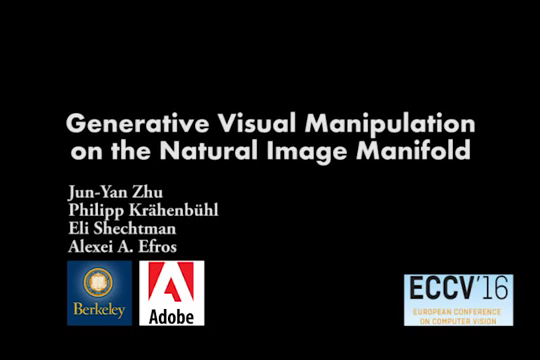 Generative Visual Manipulation
on the Natural Image Manifold
Jun-Yan Zhu
Philipp Krähenbühl
Eli Shechtman
Alexei A. Efros
Berkeley
Adobe
ECCV'16
EUROPEAN CONFERENCE
ON COMPUTER VISION